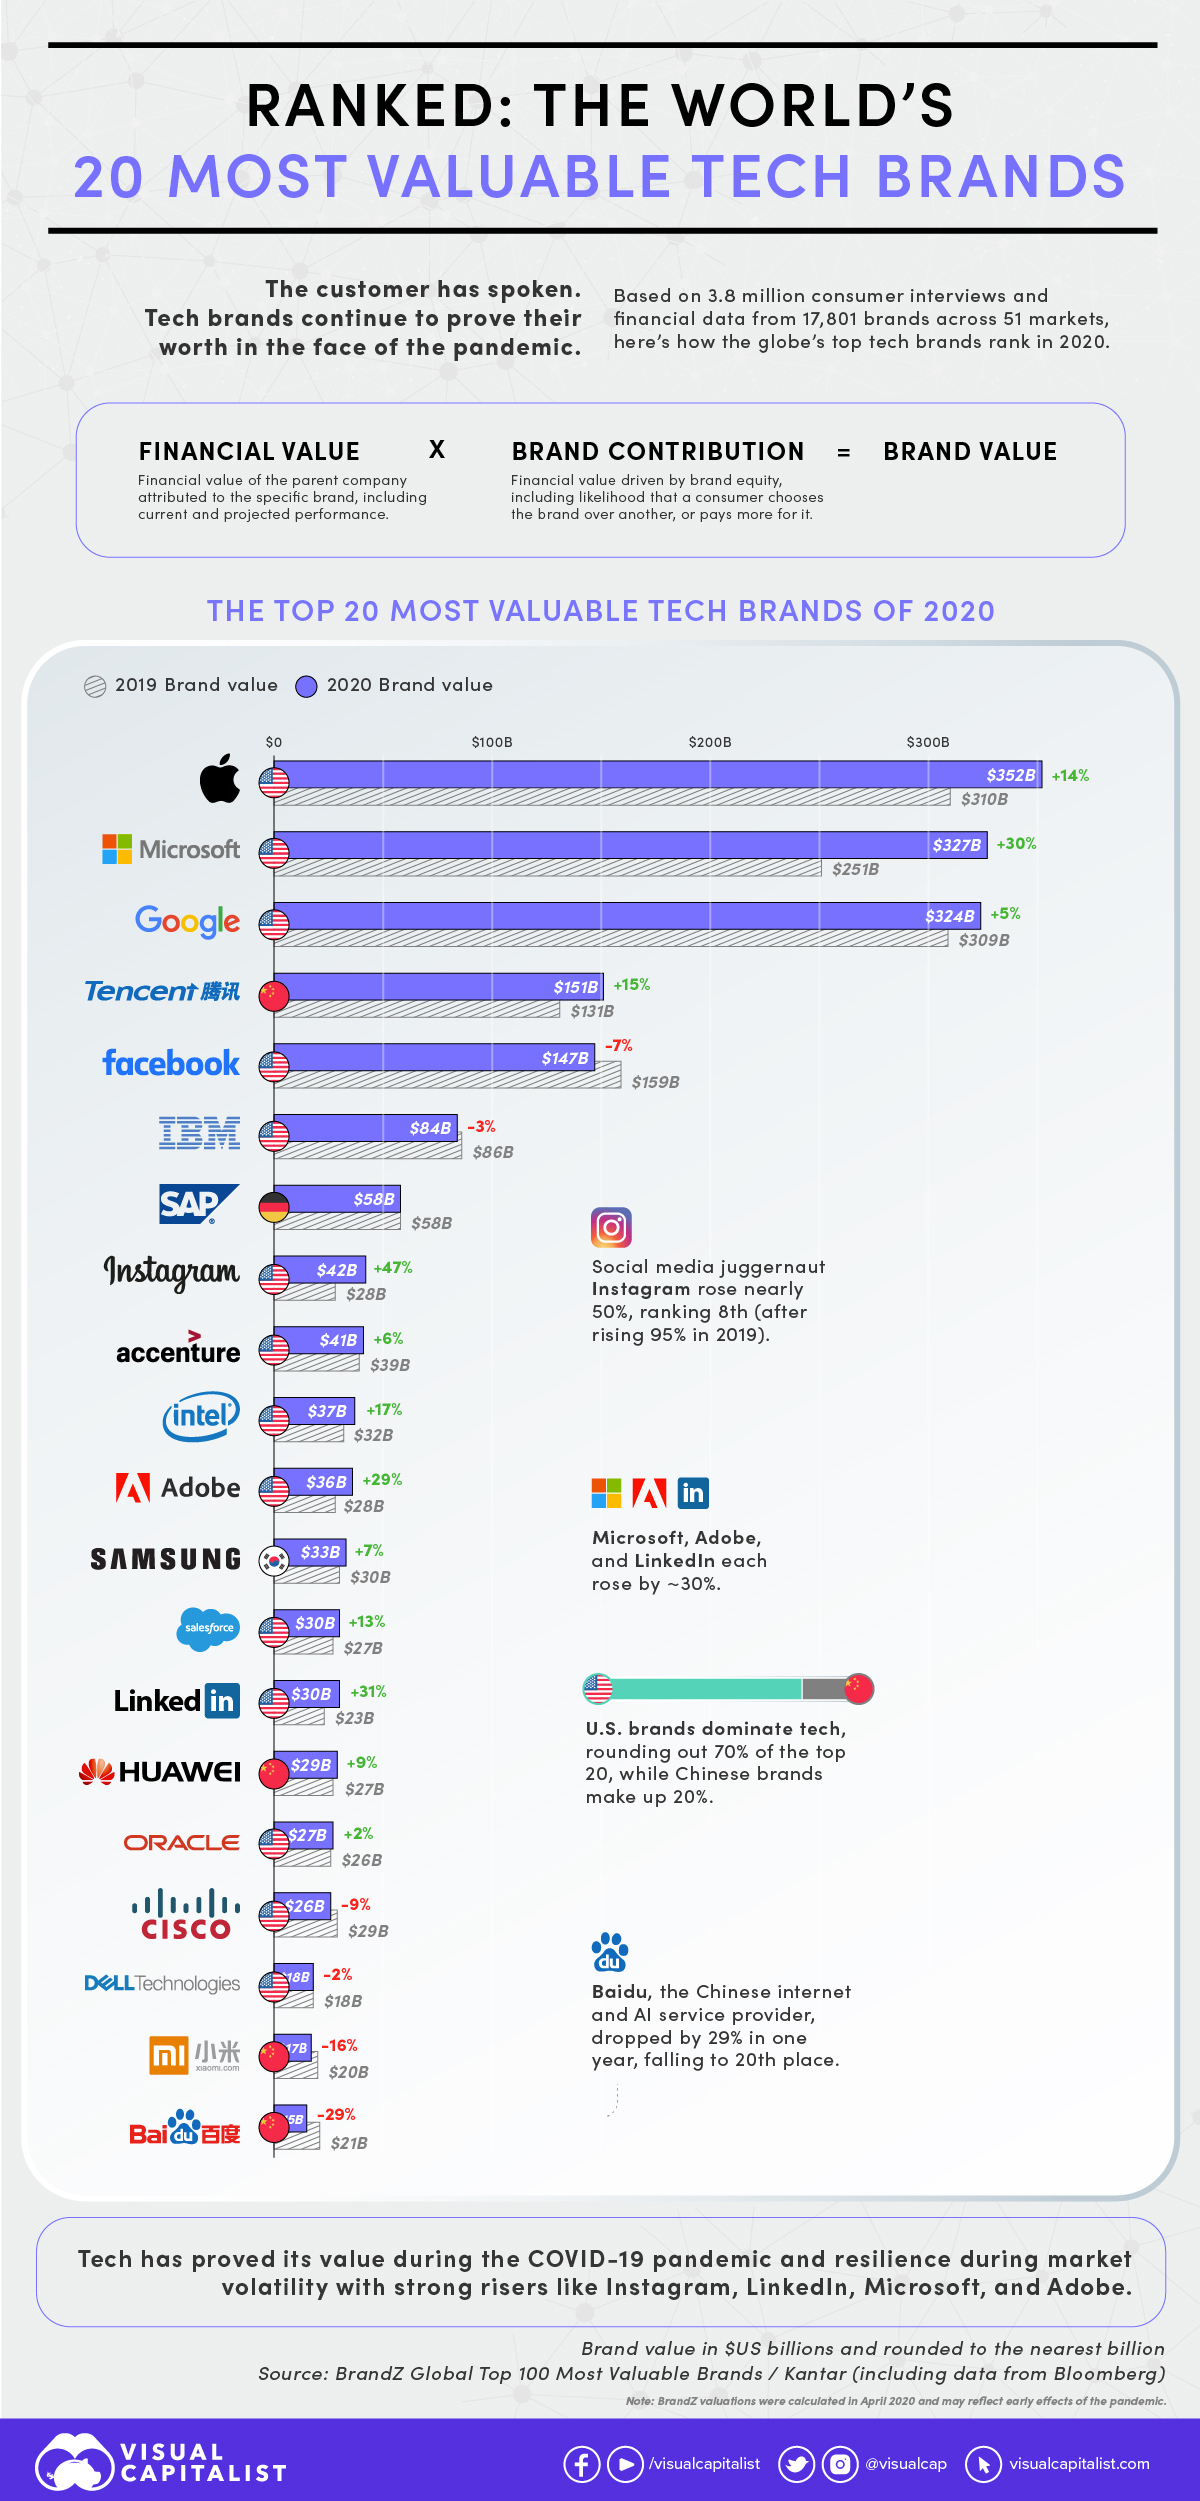 RANKED: THE WORLD'S
20 MOST VALUABLE TECH BRANDS
The customer has spoken.
Tech brands continue to prove their
worth in the face of the pandemic.
Based on 3.8 million consumer interviews and
financial data from 17,801 brands across 51 markets,
here's how the globe's top tech brands rank in 2020.
FINANCIAL VALUE
Financial value of the parent company
attributed to the specific brand, including
current and projected performance.
X
BRAND CONTRIBUTION
Financial value driven by brand equity,
including likelihood that a consumer chooses
the brand over another, or pays more for it.
=
BRAND VALUE
THE TOP 20 MOST VALUABLE TECH BRANDS OF 2020
2019 Brand value 2020 Brand value
$0 $100B $200B $300B
$352B +14%
$310B
Microsoft $327B +30%
$251B
Google $324B +5%
$309B
Tencent 腾讯 $151B +15%
$131B
facebook $147B -7%
$159B
IBM $84B -3%
$86B
SAP® $58B
$58B
Instagram $42B +47%
$28B
accenture $41B +6%
$39B
intel $37B +17%
$32B
Adobe $36B +29%
$28B
SAMSUNG $33B +7%
$30B
salesforce $30B +13%
$27B
Linked in $30B +31%
$23B
HUAWEI $29B +9%
$27B
ORACLE $27B +2%
$26B
CISCO $26B -9%
$29B
DELL Technologies 18B -2%
$18B
mi 小米 xiaomi.com 17B -16%
$20B
Bai du 百度 5B -29%
$21B
Social media juggernaut
Instagram rose nearly
50%, ranking 8th (after
rising 95% in 2019).
in
Microsoft, Adobe,
and LinkedIn each
rose by ~30%.
U.S. brands dominate tech,
rounding out 70% of the top
20, while Chinese brands
make up 20%.
du
Baidu, the Chinese internet
and AI service provider,
dropped by 29% in one
year, falling to 20th place.
Tech has proved its value during the COVID-19 pandemic and resilience during market
volatility with strong risers like Instagram, LinkedIn, Microsoft, and Adobe.
Brand value in $US billions and rounded to the nearest billion
Source: BrandZ Global Top 100 Most Valuable Brands / Kantar (including data from Bloomberg)
Note: BrandZ valuations were calculated in April 2020 and may reflect early effects of the pandemic.
VISUAL
CAPITALIST
/visualcapitalist @visualcap visualcapitalist.com